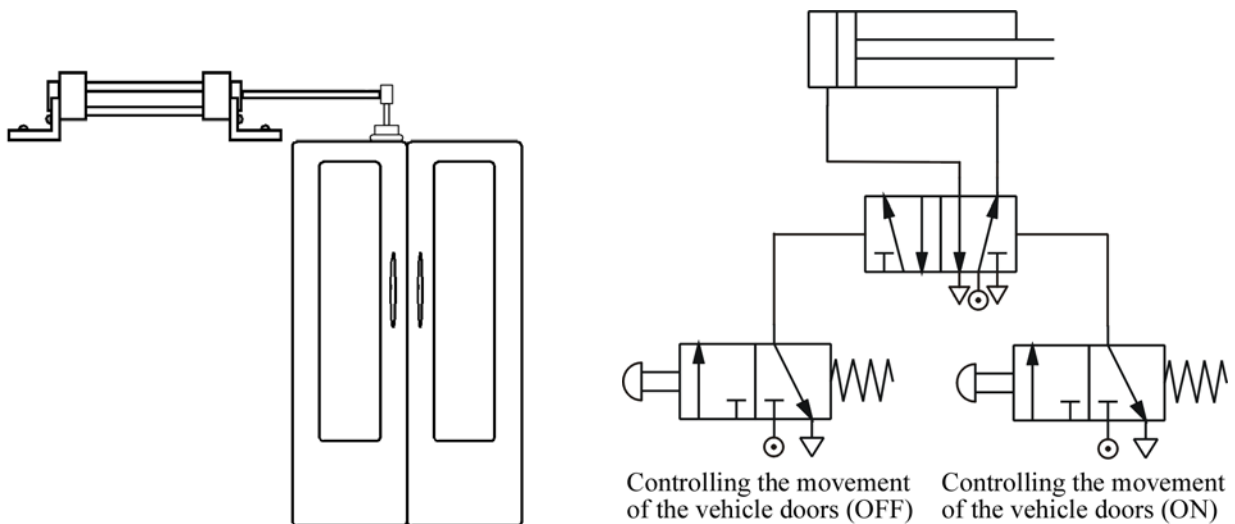 Controlling the movement
of the vehicle doors (OFF)
Controlling the movement
of the vehicle doors (ON)